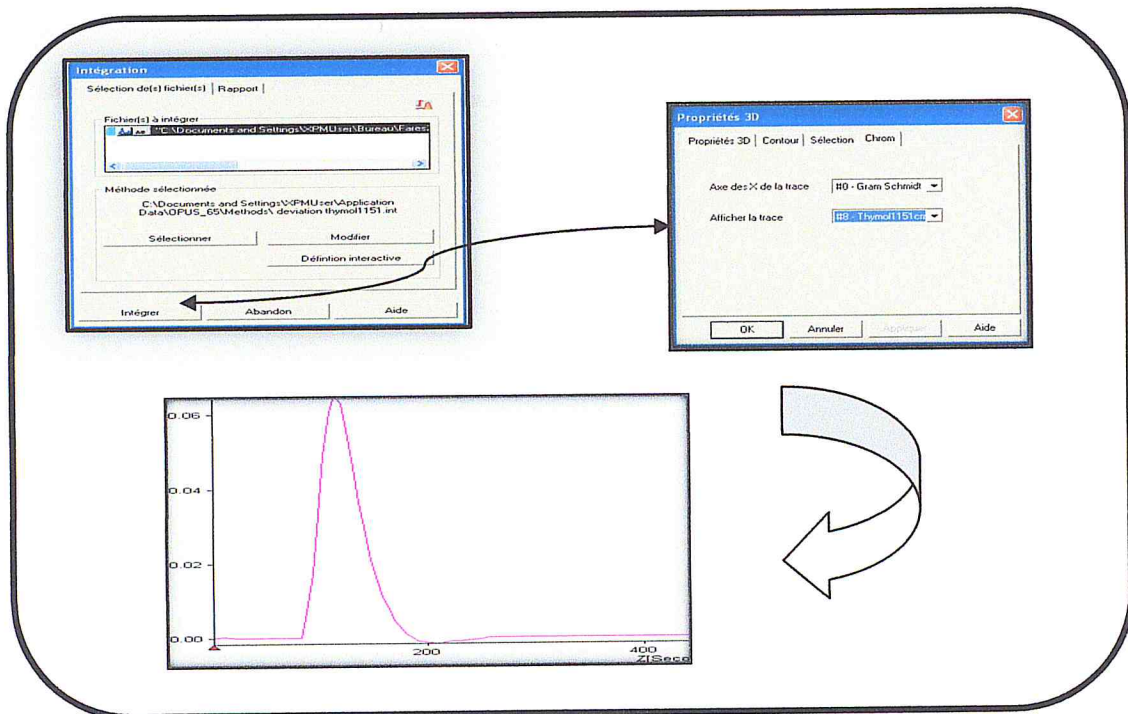 Intégration
Sélection de(s) fichier(s) | Rapport |
Fichier(s) à intégrer
"C:\Documents and Settings\XPMUser\Bureau\Fares
Méthode sélectionnée
C:\Documents and Settings\XPMUser\Application
Data\OPUS_65\Methods\ deviation thymol1151.int
Sélectionner
Modifier
Défintion interactive
Intégrer
Abandon
Aide
Propriétés 3D
Propriétés 3D | Contour | Sélection | Chrom |
Axe des X de la trace
#0 - Gram Schmidt
Afficher la trace
#8 - Thymol1151cm
OK
Annuler
Appliquer
Aide
0.06
0.04
0.02
0.00
200
400
Z[Seco